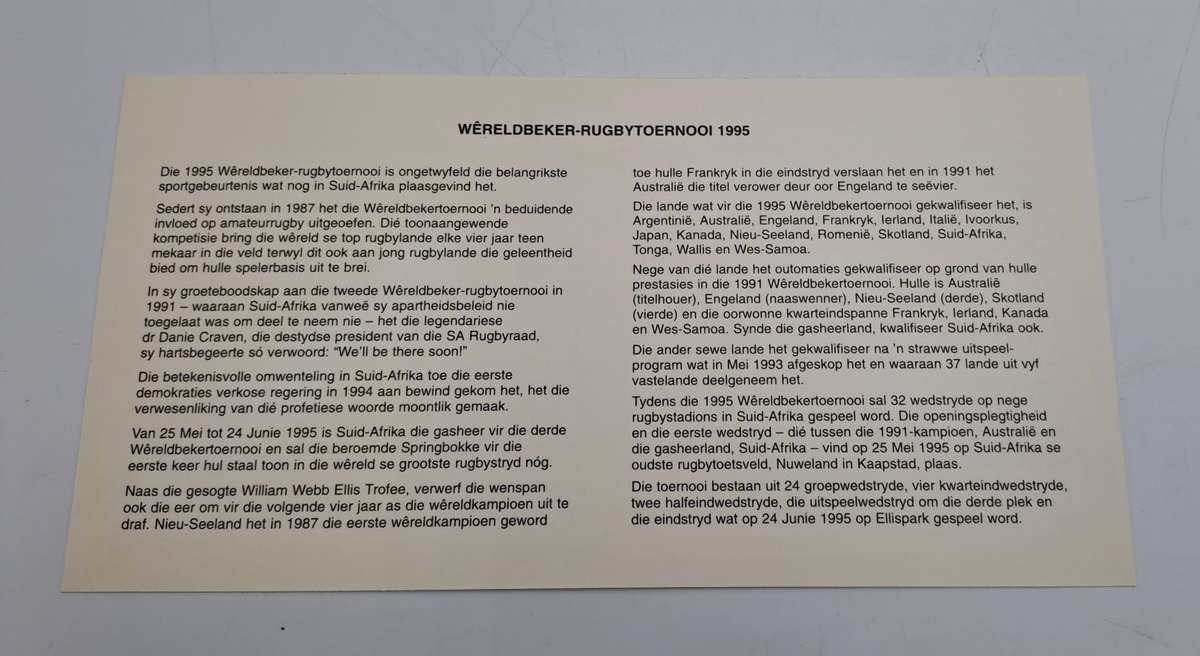 WÊRELDBEKER-RUGBYTOERNOOI 1995
Die 1995 Wêreldbeker-rugbytoernooi is ongetwyfeld die belangrikste
sportgebeurtenis wat nog in Suid-Afrika plaasgevind het.
Sedert sy ontstaan in 1987 het die Wêreldbekertoernooi 'n beduidende
invloed op amateurrugby uitgeoefen. Dié toonaangewende
kompetisie bring die wêreld se top rugbylande elke vier jaar teen
mekaar in die veld terwyl dit ook aan jong rugbylande die geleentheid
bied om hulle spelerbasis uit te brei.
In sy groeteboodskap aan die tweede Wêreldbeker-rugbytoernooi in
1991 – waaraan Suid-Afrika vanweë sy apartheidsbeleid nie
toegelaat was om deel te neem nie – het die legendariese
dr Danie Craven, die destydse president van die SA Rugbyraad,
sy hartsbegeerte só verwoord: “We'll be there soon!”
Die betekenisvolle omwenteling in Suid-Afrika toe die eerste
demokraties verkose regering in 1994 aan bewind gekom het, het die
verwesenliking van dié profetiese woorde moontlik gemaak.
Van 25 Mei tot 24 Junie 1995 is Suid-Afrika die gasheer vir die derde
Wêreldbekertoernooi en sal die beroemde Springbokke vir die
eerste keer hul staal toon in die wêreld se grootste rugbystryd nóg.
Naas die gesogte William Webb Ellis Trofee, verwerf die wenspan
ook die eer om vir die volgende vier jaar as die wêreldkampioen uit te
draf. Nieu-Seeland het in 1987 die eerste wêreldkampioen geword
toe hulle Frankryk in die eindstryd verslaan het en in 1991 het
Australië die titel verower deur oor Engeland te seëvier.
Die lande wat vir die 1995 Wêreldbekertoernooi gekwalifiseer het, is
Argentinië, Australië, Engeland, Frankryk, Ierland, Italië, Ivoorkus,
Japan, Kanada, Nieu-Seeland, Romenië, Skotland, Suid-Afrika,
Tonga, Wallis en Wes-Samoa.
Nege van dié lande het outomaties gekwalifiseer op grond van hulle
prestasies in die 1991 Wêreldbekertoernooi. Hulle is Australië
(titelhouer), Engeland (naaswenner), Nieu-Seeland (derde), Skotland
(vierde) en die oorwonne kwarteindspanne Frankryk, Ierland, Kanada
en Wes-Samoa. Synde die gasheerland, kwalifiseer Suid-Afrika ook.
Die ander sewe lande het gekwalifiseer na 'n strawwe uitspeel-
program wat in Mei 1993 afgeskop het en waaraan 37 lande uit vyf
vastelande deelgeneem het.
Tydens die 1995 Wêreldbekertoernooi sal 32 wedstryde op nege
rugbystadions in Suid-Afrika gespeel word. Die openingsplegtigheid
en die eerste wedstryd – dié tussen die 1991-kampioen, Australië en
die gasheerland, Suid-Afrika – vind op 25 Mei 1995 op Suid-Afrika se
oudste rugbytoetsveld, Nuweland in Kaapstad, plaas.
Die toernooi bestaan uit 24 groepwedstryde, vier kwarteindwedstryde,
twee halfeindwedstryde, die uitspeelwedstryd om die derde plek en
die eindstryd wat op 24 Junie 1995 op Ellispark gespeel word.